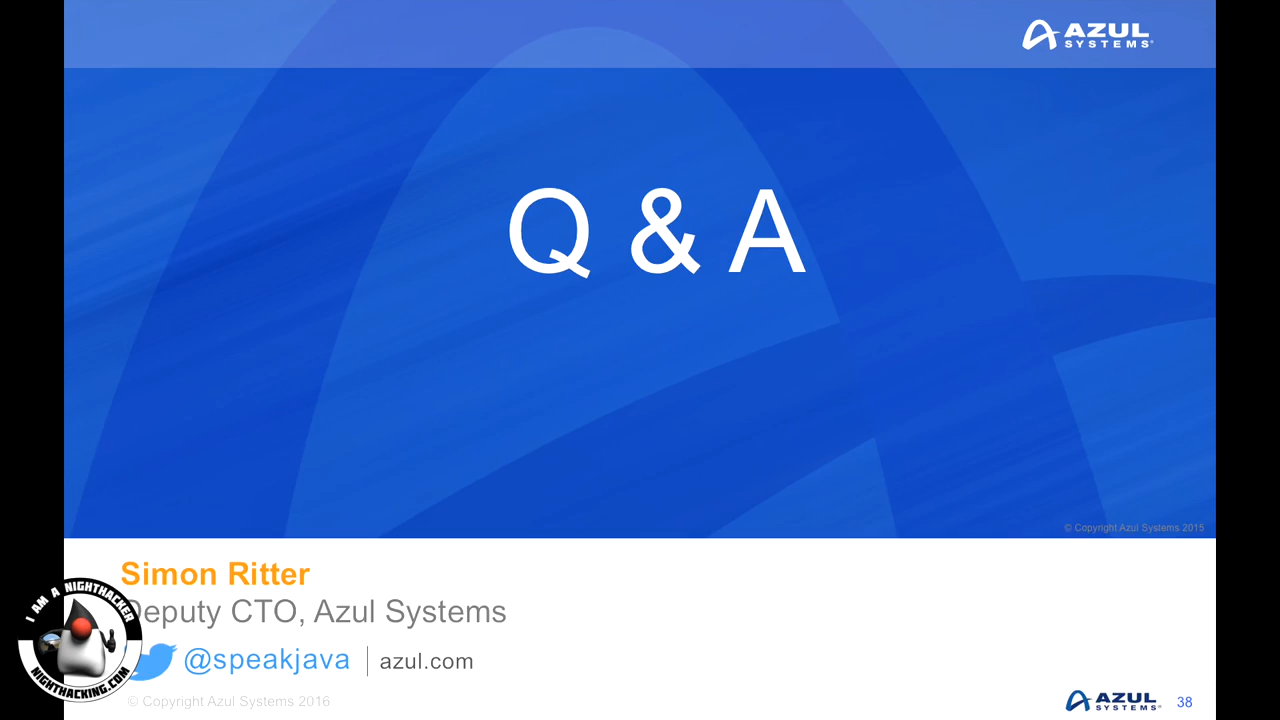 AZUL
SYSTEMS®
Q & A
© Copyright Azul Systems 2015
Simon Ritter
Deputy CTO, Azul Systems
@speakjava | azul.com
I AM A NIGHTHACKER
NIGHTHACKING.COM
© Copyright Azul Systems 2016
AZUL
SYSTEMS®
38